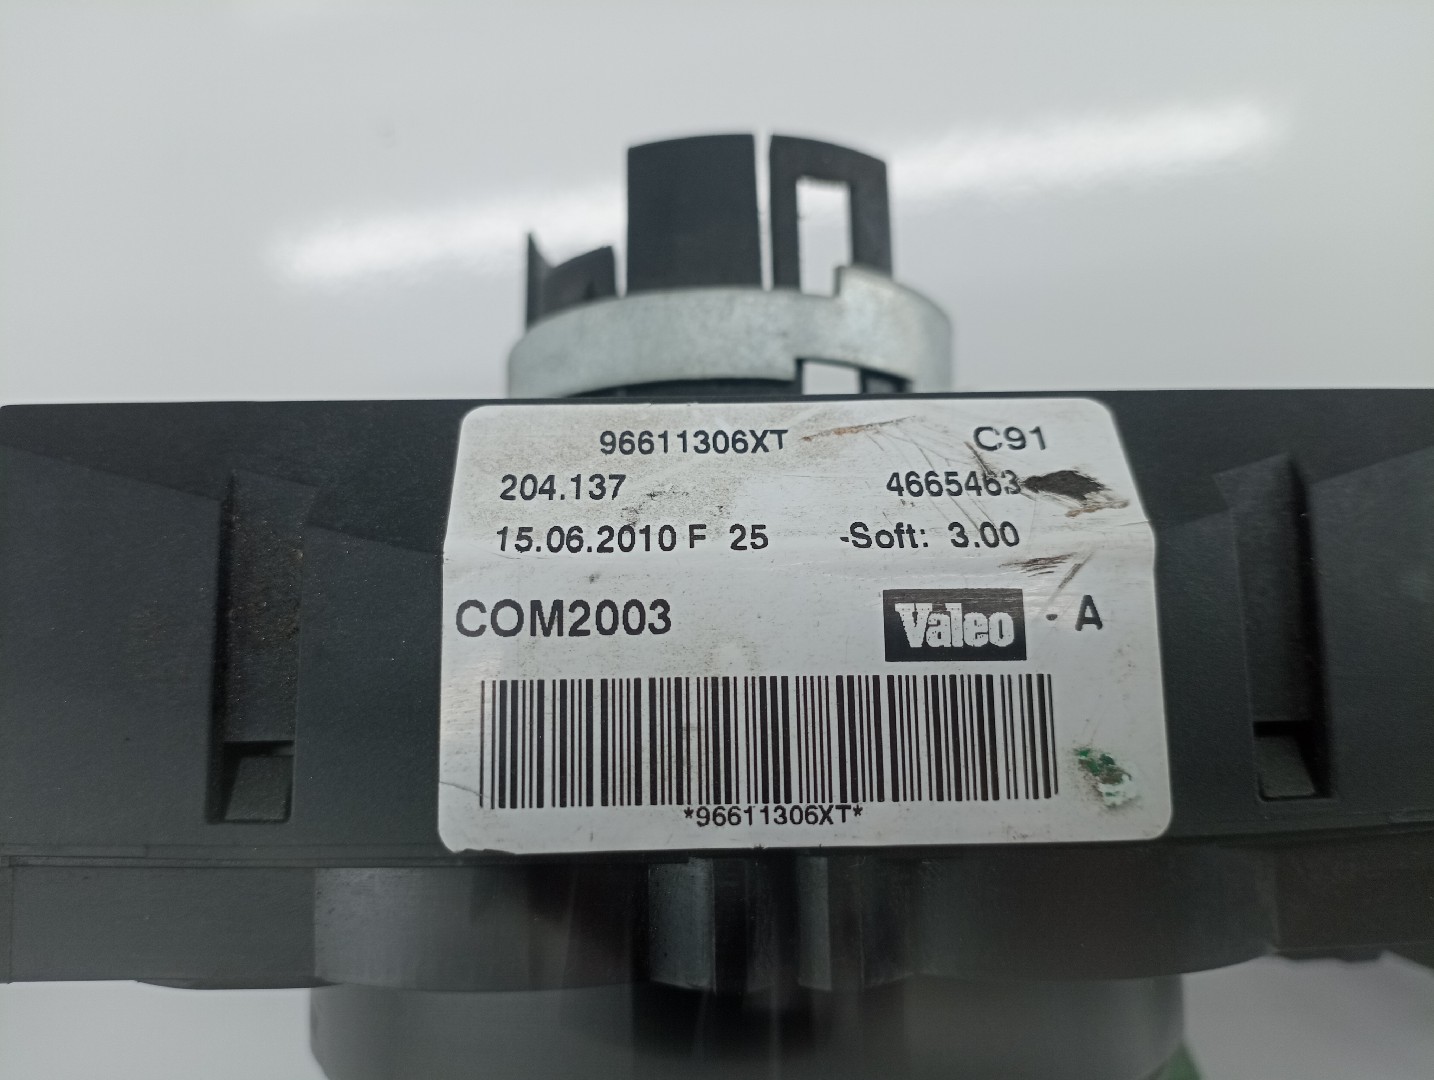 96611306XT C91
204.137 4665463
15.06.2010 F 25 -Soft: 3.00
COM2003 Valeo - A
*96611306XT*